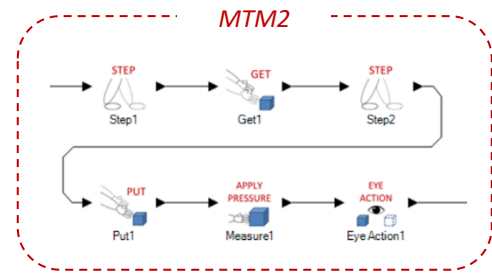 MTM2
STEP
GET
STEP
Step1
Get1
Step2
PUT
APPLY
PRESSURE
EYE
ACTION
Put1
Measure1
Eye Action1